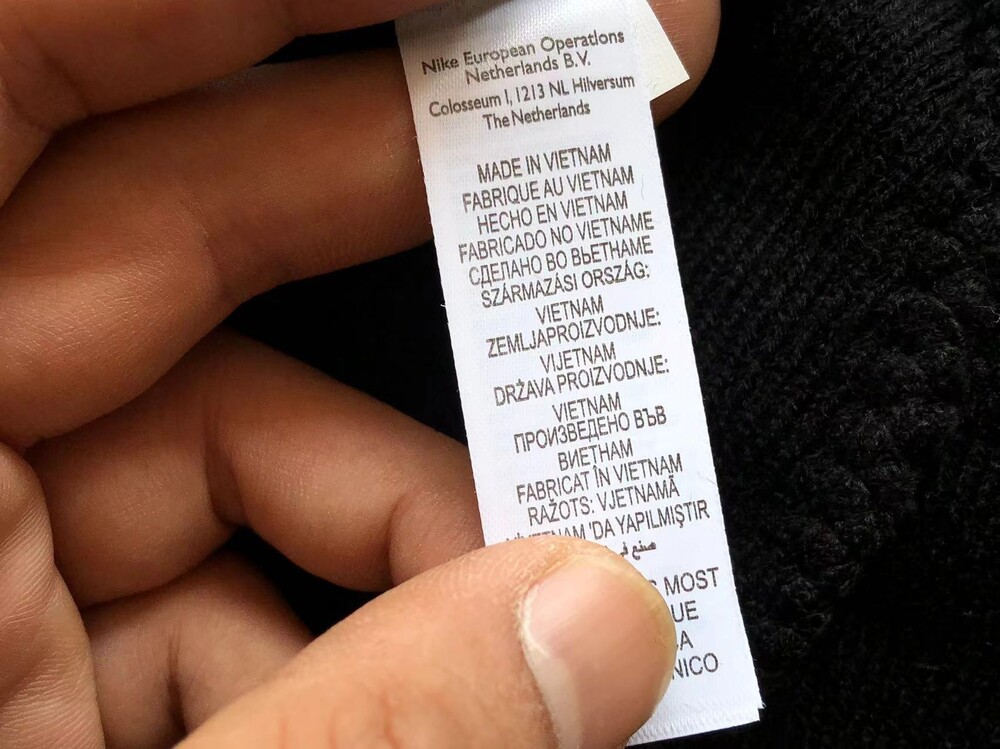 Nike European Operations
Netherlands B.V.
Colosseum 1, 1213 NL Hilversum
The Netherlands
MADE IN VIETNAM
FABRIQUE AU VIETNAM
HECHO EN VIETNAM
FABRICADO NO VIETNAME
СДЕЛАНО ВО ВЬЕТНАМЕ
SZÁRMAZÁSI ORSZÁG:
VIETNAM
ZEMLJAPROIZVODNJE:
VIJETNAM
DRŽAVA PROIZVODNJE:
VIETNAM
ПРОИЗВЕДЕНО ВЪВ
ВИЕТНАМ
FABRICAT ÎN VIETNAM
RAŽOTS: VJETNAMĀ
'DA YAPILMIŞTIR
صنع
MOST